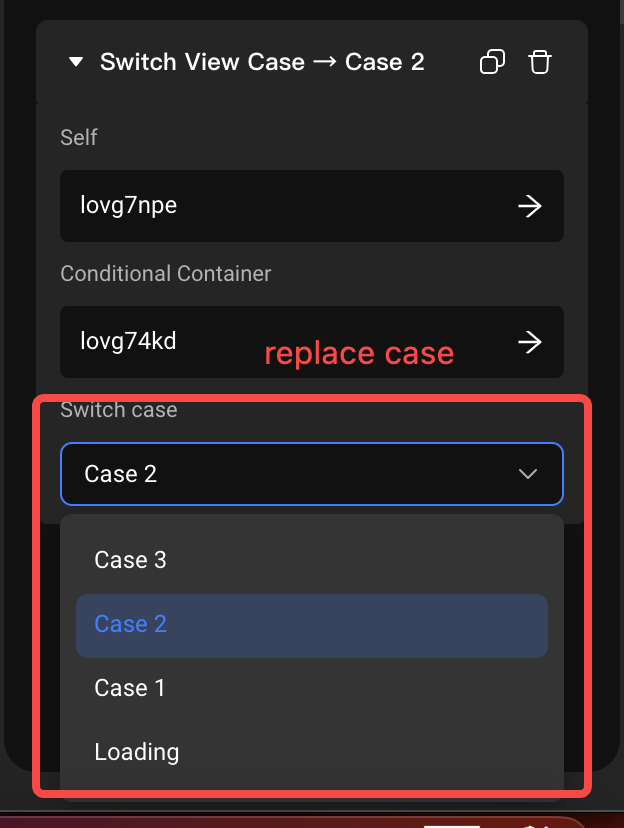 Switch View Case → Case 2
Self
lovg7npe
Conditional Container
lovg74kd
replace case
Switch case
Case 2
Case 3
Case 2
Case 1
Loading